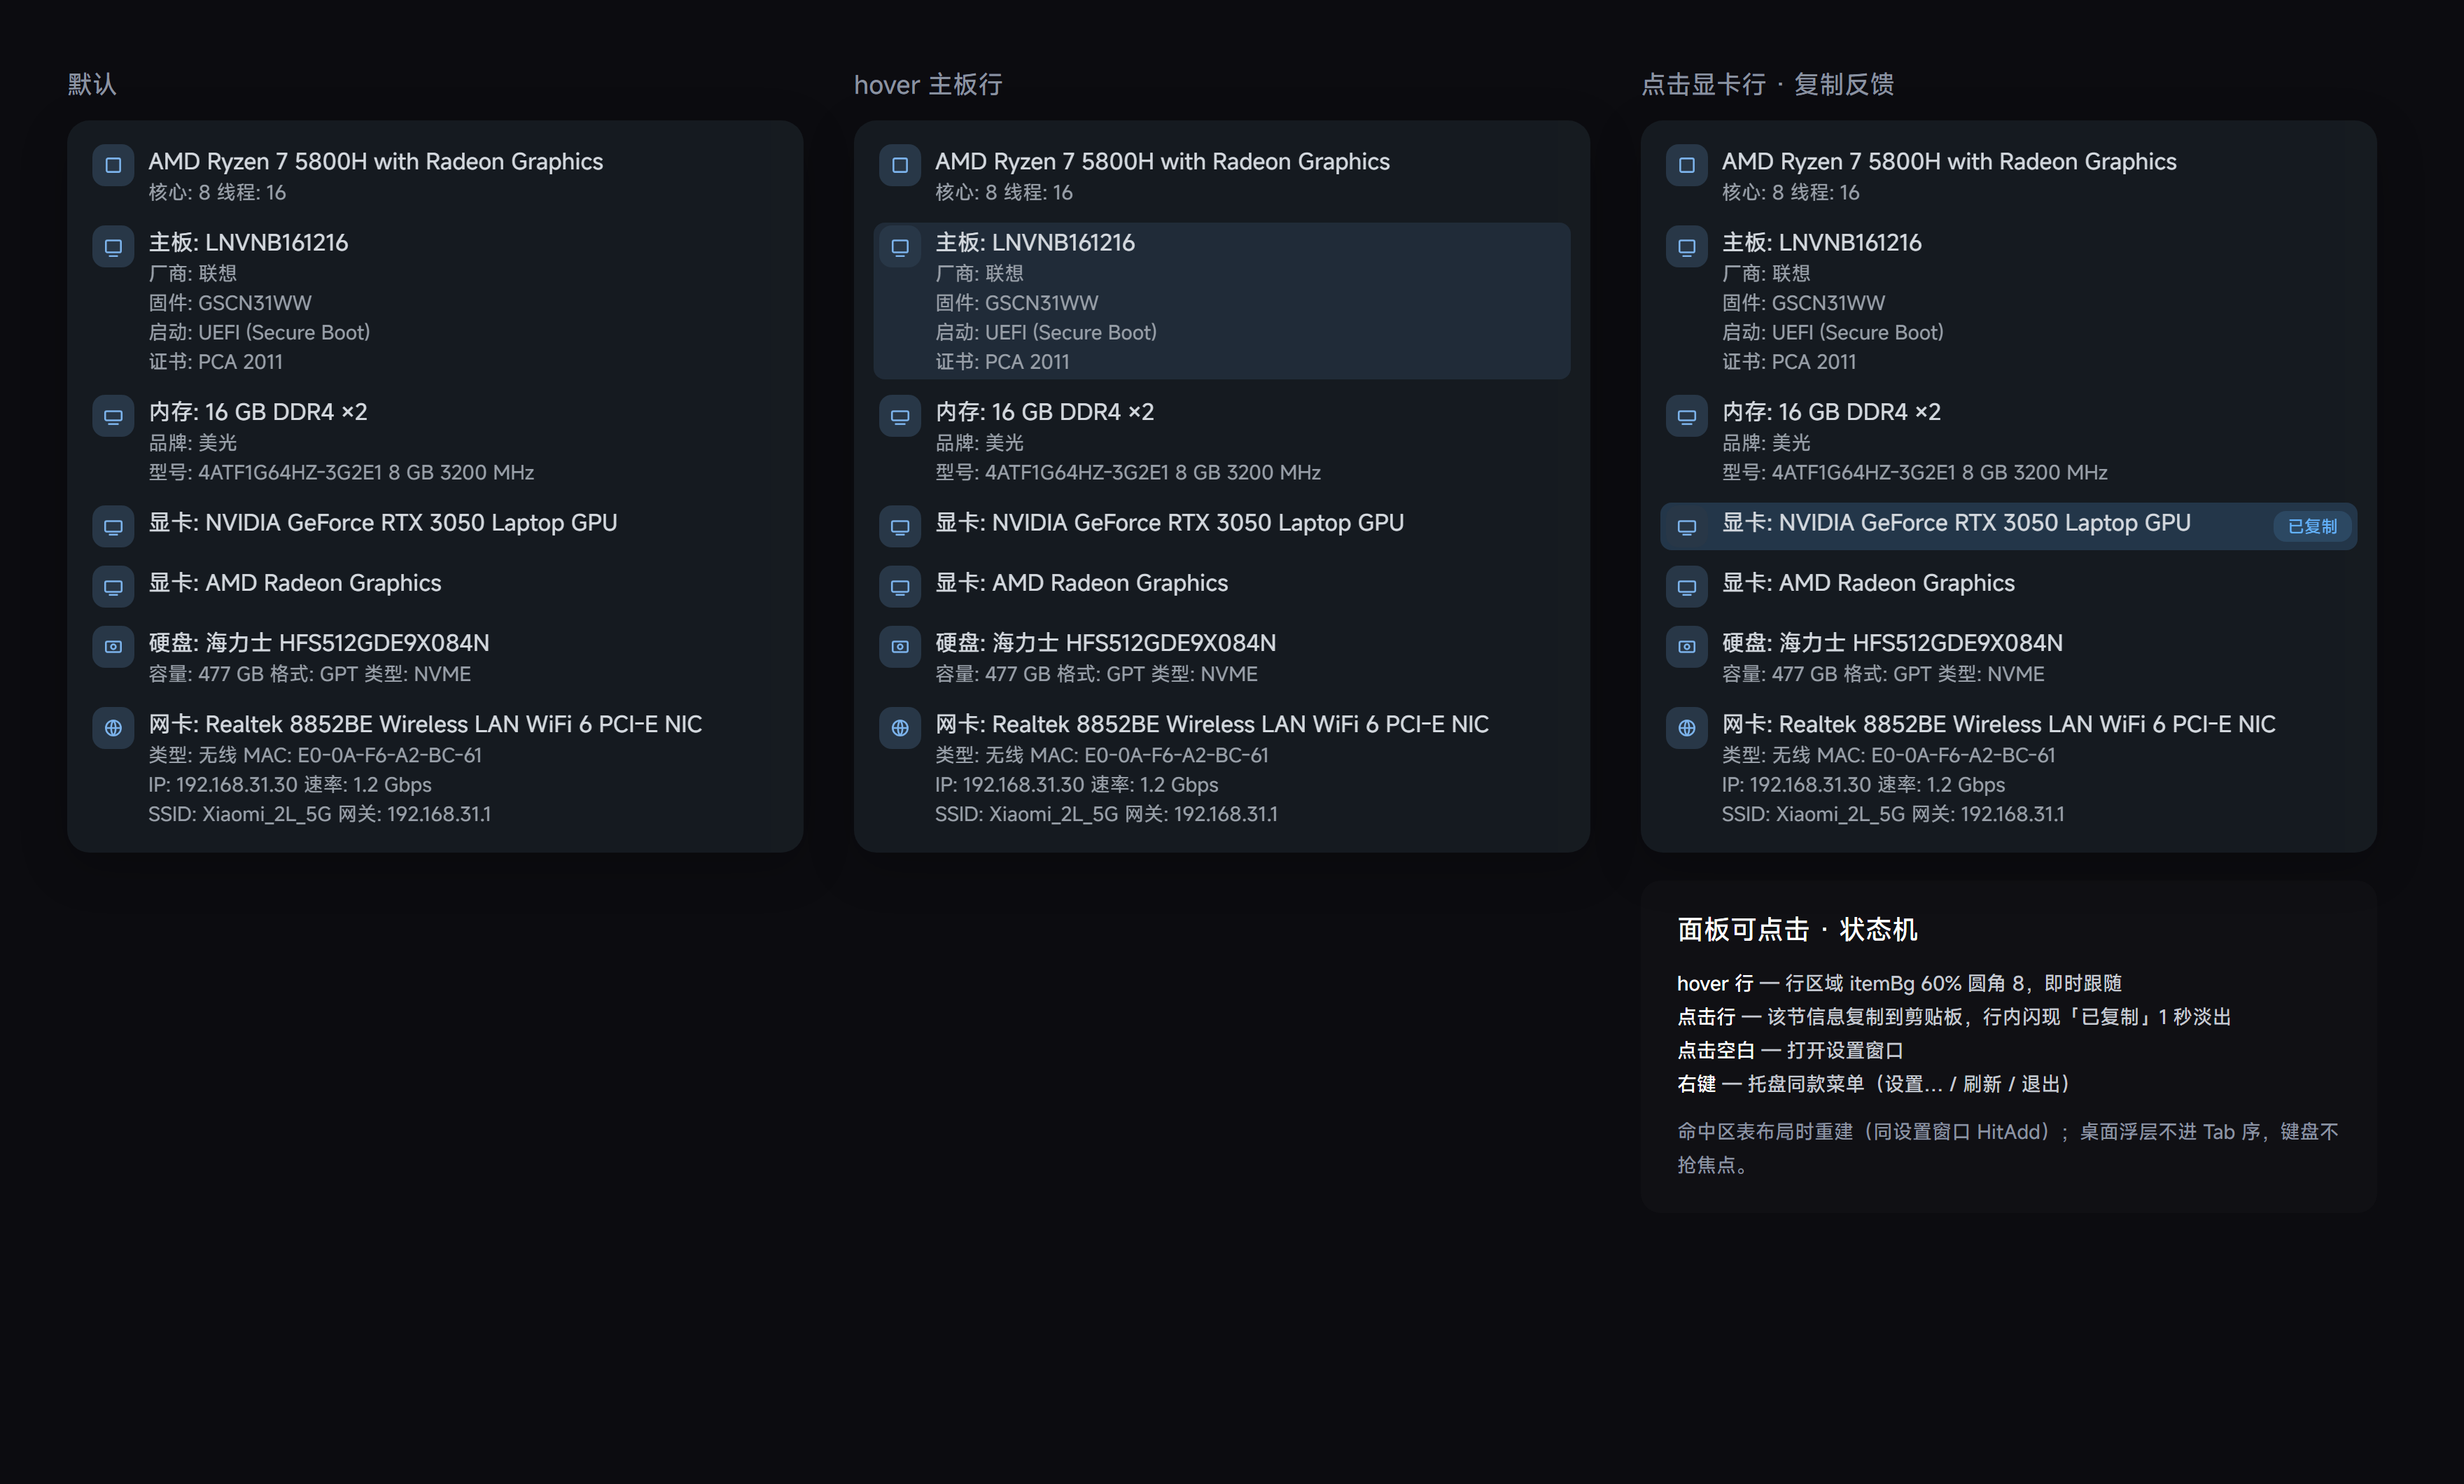 默认
AMD Ryzen 7 5800H with Radeon Graphics
核心: 8 线程: 16
主板: LNVNB161216
厂商: 联想
固件: GSCN31WW
启动: UEFI (Secure Boot)
证书: PCA 2011
内存: 16 GB DDR4 ×2
品牌: 美光
型号: 4ATF1G64HZ-3G2E1 8 GB 3200 MHz
显卡: NVIDIA GeForce RTX 3050 Laptop GPU
显卡: AMD Radeon Graphics
硬盘: 海力士 HFS512GDE9X084N
容量: 477 GB 格式: GPT 类型: NVME
网卡: Realtek 8852BE Wireless LAN WiFi 6 PCI-E NIC
类型: 无线 MAC: E0-0A-F6-A2-BC-61
IP: 192.168.31.30 速率: 1.2 Gbps
SSID: Xiaomi_2L_5G 网关: 192.168.31.1
hover 主板行
AMD Ryzen 7 5800H with Radeon Graphics
核心: 8 线程: 16
主板: LNVNB161216
厂商: 联想
固件: GSCN31WW
启动: UEFI (Secure Boot)
证书: PCA 2011
内存: 16 GB DDR4 ×2
品牌: 美光
型号: 4ATF1G64HZ-3G2E1 8 GB 3200 MHz
显卡: NVIDIA GeForce RTX 3050 Laptop GPU
显卡: AMD Radeon Graphics
硬盘: 海力士 HFS512GDE9X084N
容量: 477 GB 格式: GPT 类型: NVME
网卡: Realtek 8852BE Wireless LAN WiFi 6 PCI-E NIC
类型: 无线 MAC: E0-0A-F6-A2-BC-61
IP: 192.168.31.30 速率: 1.2 Gbps
SSID: Xiaomi_2L_5G 网关: 192.168.31.1
点击显卡行 · 复制反馈
AMD Ryzen 7 5800H with Radeon Graphics
核心: 8 线程: 16
主板: LNVNB161216
厂商: 联想
固件: GSCN31WW
启动: UEFI (Secure Boot)
证书: PCA 2011
内存: 16 GB DDR4 ×2
品牌: 美光
型号: 4ATF1G64HZ-3G2E1 8 GB 3200 MHz
显卡: NVIDIA GeForce RTX 3050 Laptop GPU 已复制
显卡: AMD Radeon Graphics
硬盘: 海力士 HFS512GDE9X084N
容量: 477 GB 格式: GPT 类型: NVME
网卡: Realtek 8852BE Wireless LAN WiFi 6 PCI-E NIC
类型: 无线 MAC: E0-0A-F6-A2-BC-61
IP: 192.168.31.30 速率: 1.2 Gbps
SSID: Xiaomi_2L_5G 网关: 192.168.31.1
面板可点击 · 状态机
hover 行 — 行区域 itemBg 60% 圆角 8，即时跟随
点击行 — 该节信息复制到剪贴板，行内闪现「已复制」1 秒淡出
点击空白 — 打开设置窗口
右键 — 托盘同款菜单（设置… / 刷新 / 退出）
命中区表布局时重建（同设置窗口 HitAdd）；桌面浮层不进 Tab 序，键盘不
抢焦点。